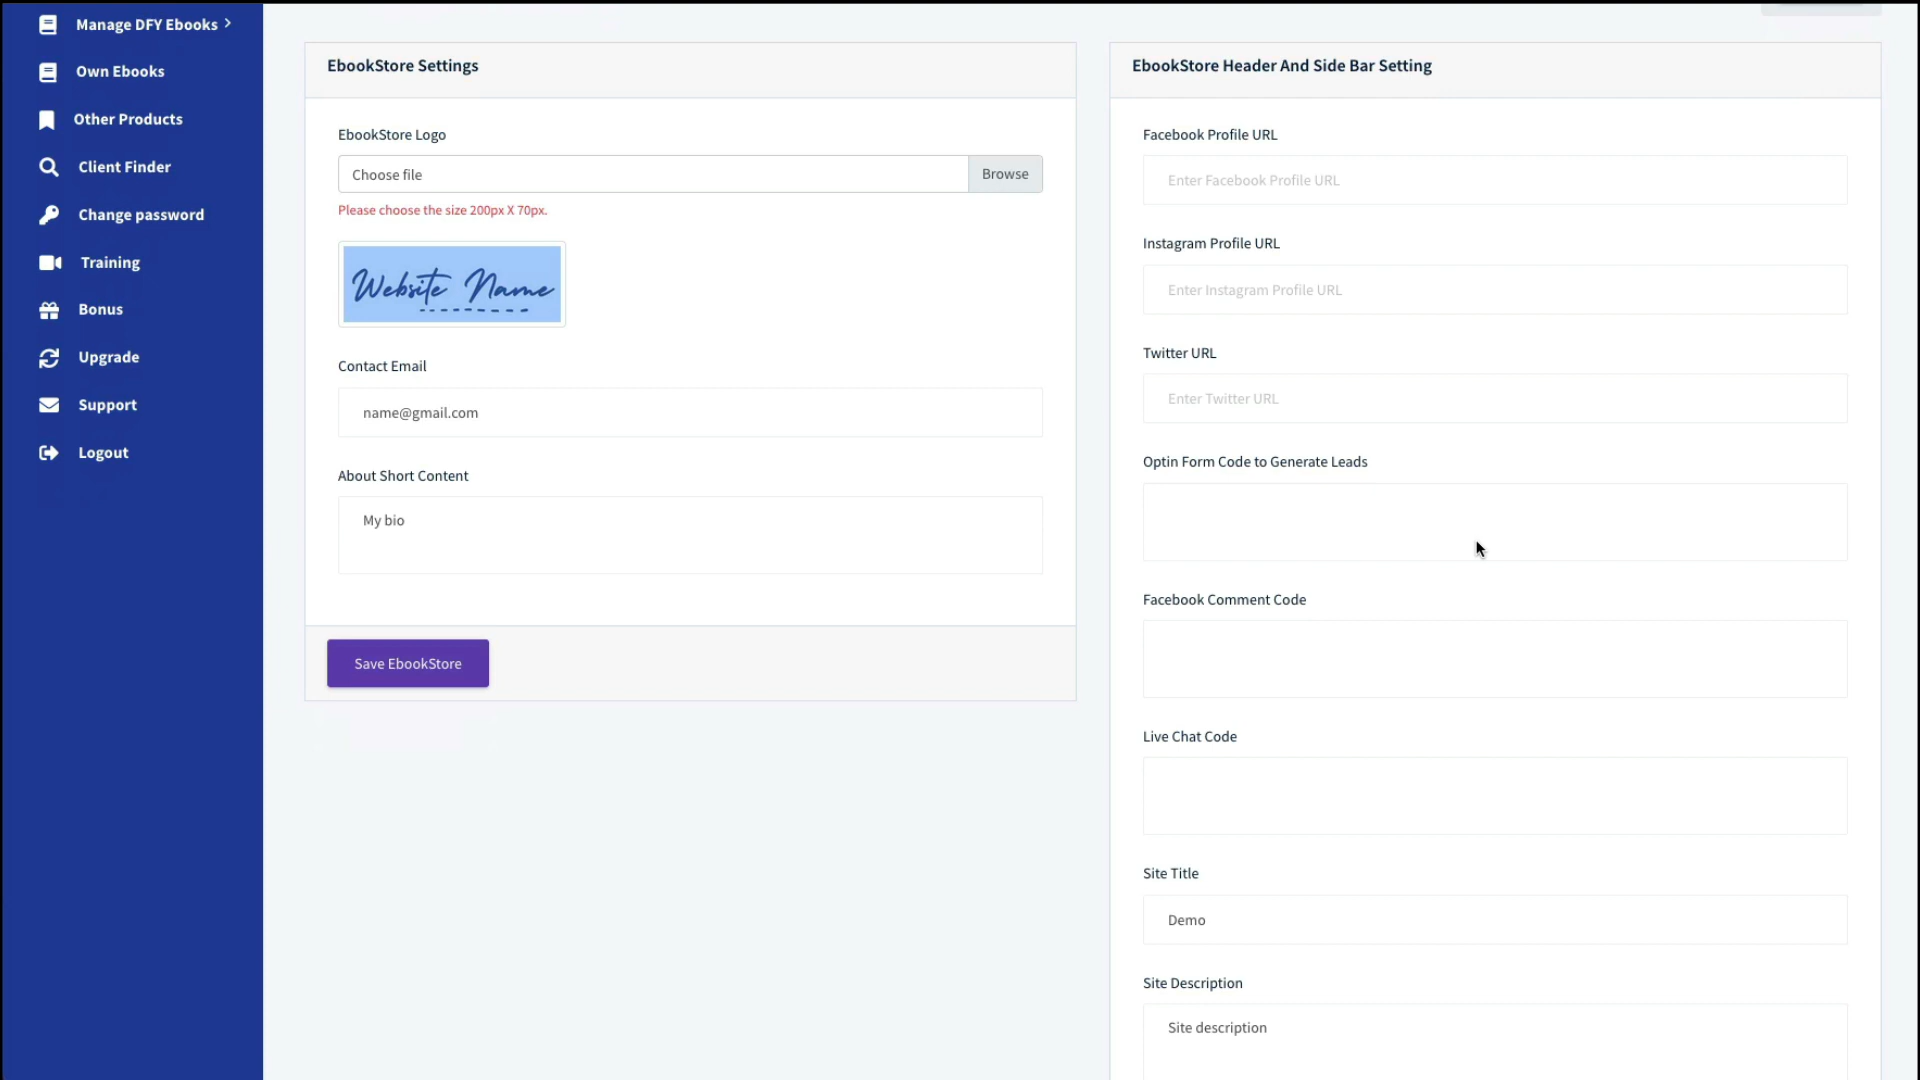 Manage DFY Ebooks
Own Ebooks
Other Products
Client Finder
Change password
Training
Bonus
Upgrade
Support
Logout
EbookStore Settings
EbookStore Logo
Choose file
Browse
Please choose the size 200px X 70px.
Website Name
Contact Email
name@gmail.com
About Short Content
My bio
Save EbookStore
EbookStore Header And Side Bar Setting
Facebook Profile URL
Enter Facebook Profile URL
Instagram Profile URL
Enter Instagram Profile URL
Twitter URL
Enter Twitter URL
Optin Form Code to Generate Leads
Facebook Comment Code
Live Chat Code
Site Title
Demo
Site Description
Site description